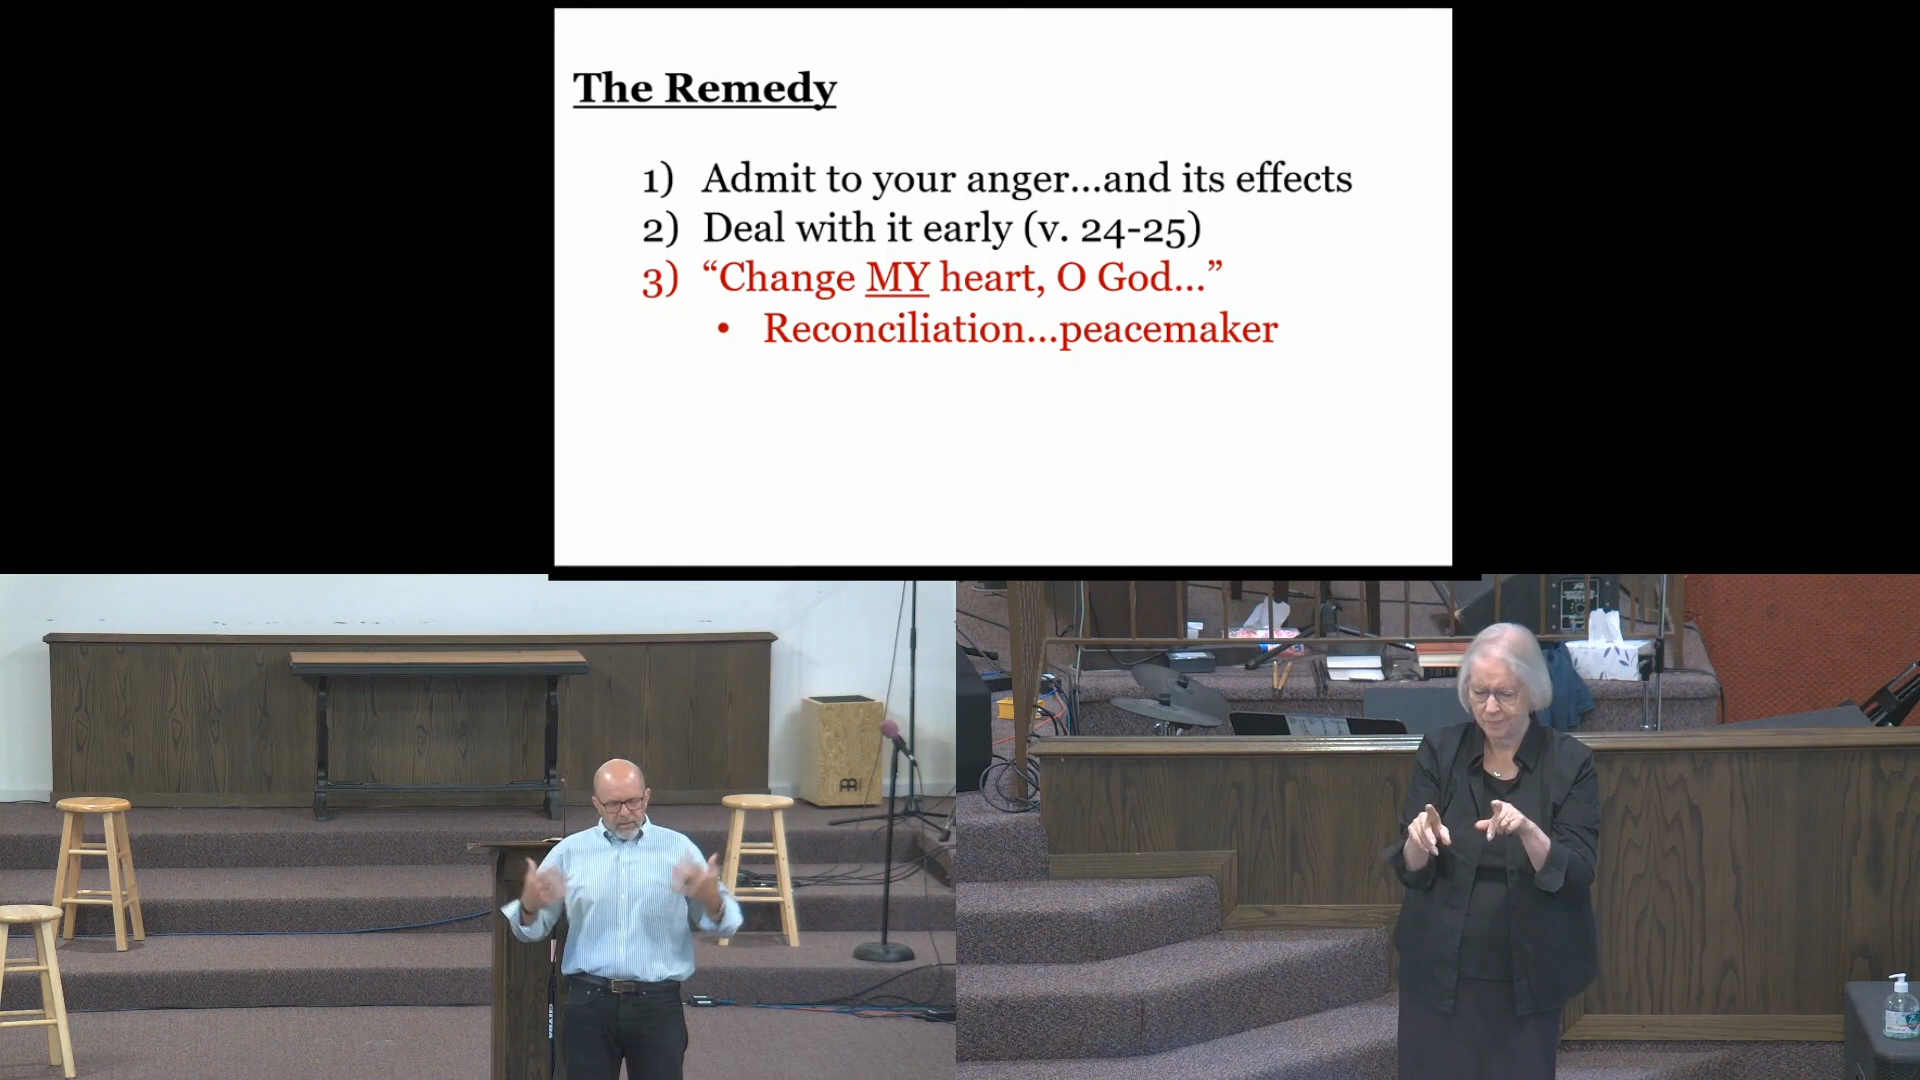 The Remedy
1) Admit to your anger...and its effects
2) Deal with it early (v. 24-25)
3) “Change MY heart, O God...”
• Reconciliation...peacemaker